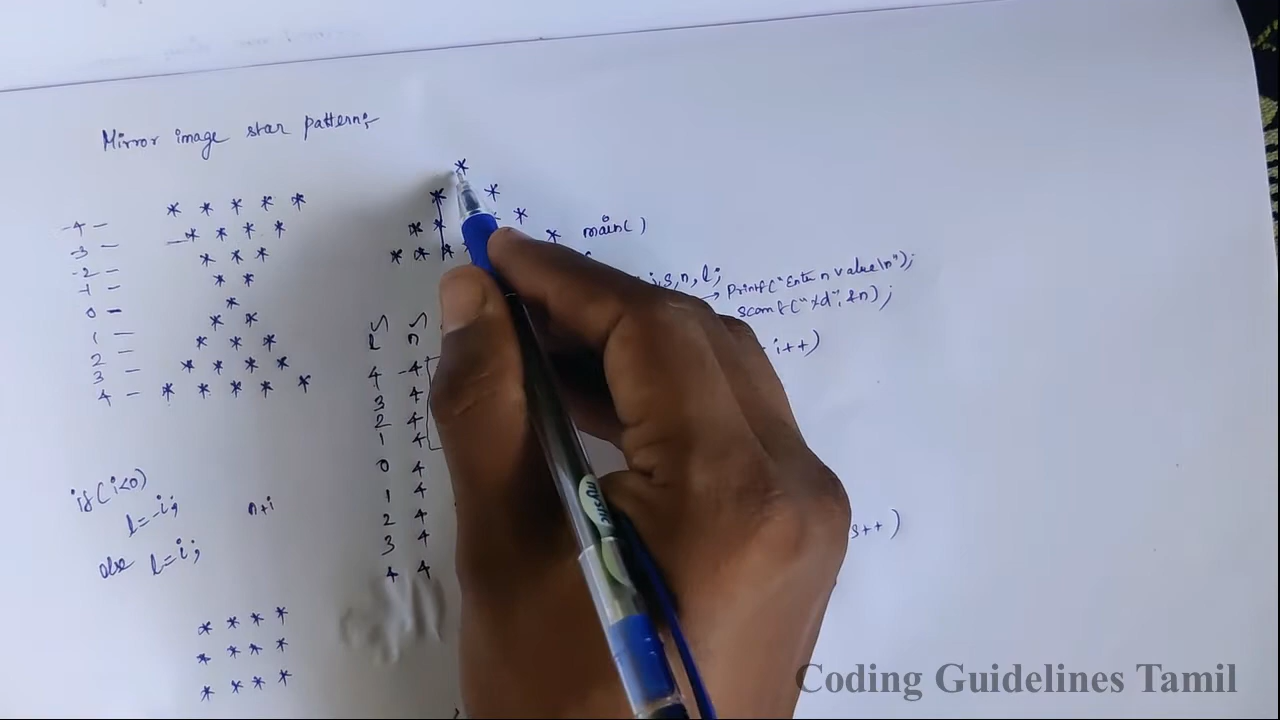 Mirror image star pattern:-
*
* *
* * *
* * * *
-4 - * * * * *
-3 - * * * *
-2 - * * *
-1 - * *
0 - *
1 - * *
2 - * * *
3 - * * * *
4 - * * * * *
main()
i,s,n,l;
printf("Enter n value\n");
scanf("%d",&n);
i++)
l n
4 -4
3 4
2 4
1 4
0 4
1 4
2 4
3 4
4 4
if(i<0)
l=-i;
else l=i;
n+i
s++)
* * * *
* * * *
* * * *
mystic
Coding Guidelines Tamil